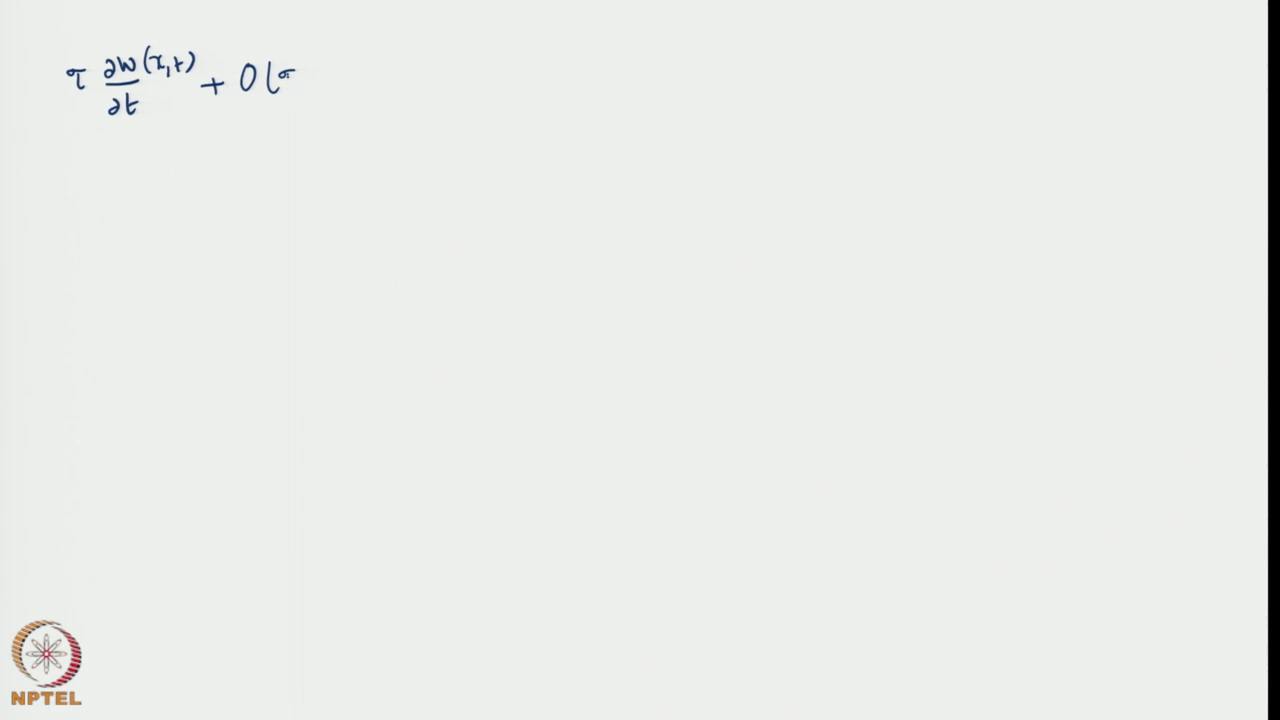 τ ∂w(x,t)/∂t + O(τ
NPTEL